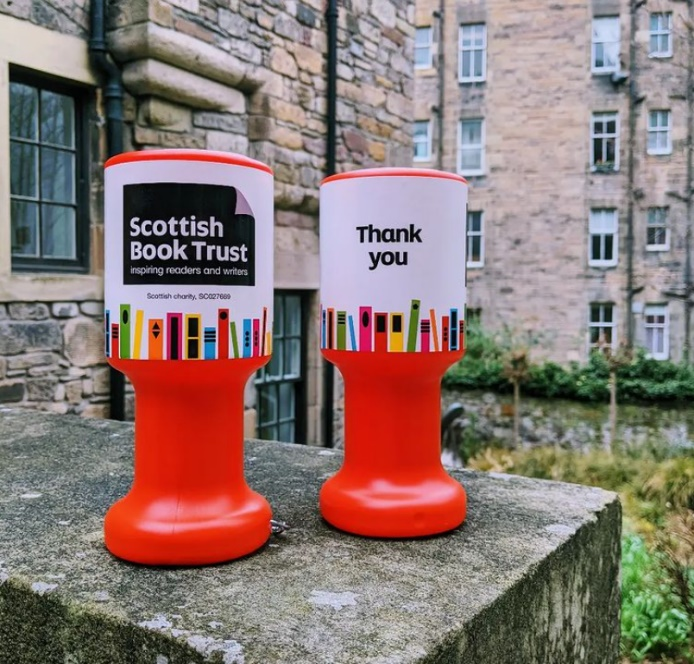 Scottish
Book Trust
inspiring readers and writers
Scottish charity, SC027669
Thank
you